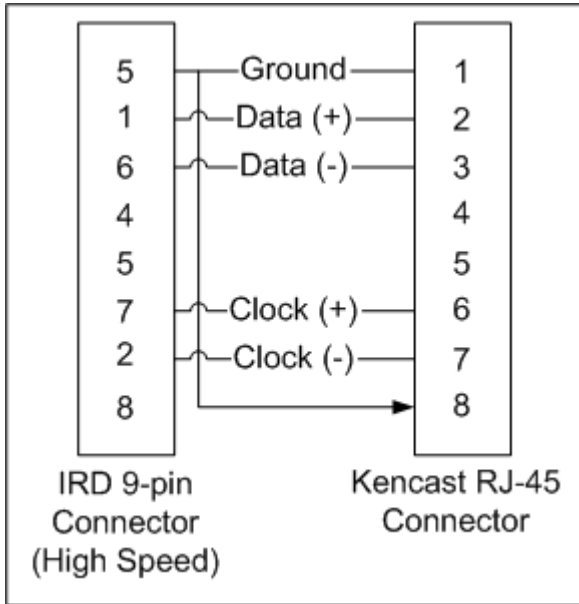 5 Ground 1
1 Data (+) 2
6 Data (-) 3
4 4
5 5
7 Clock (+) 6
2 Clock (-) 7
8 8
IRD 9-pin
Connector
(High Speed)
Kencast RJ-45
Connector